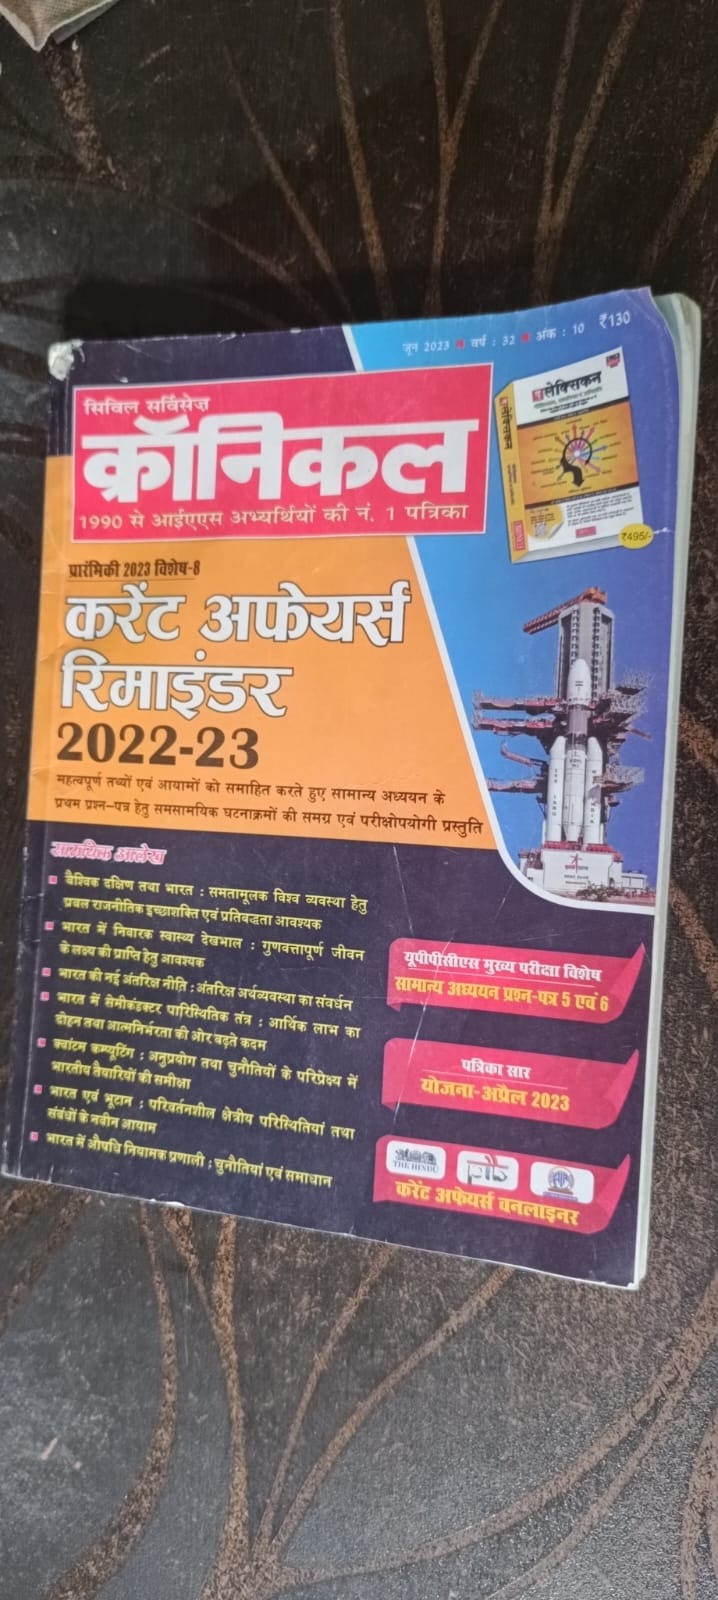 जून 2023 ■ वर्ष : 32 ■ अंक : 10 ₹130
सिविल सर्विसेज़
क्रॉनिकल
1990 से आईएएस अभ्यर्थियों की नं. 1 पत्रिका
लेक्सिकन
₹495/-
प्रारंभिकी 2023 विशेष-8
करेंट अफेयर्स
रिमाइंडर
2022-23
महत्वपूर्ण तथ्यों एवं आयामों को समाहित करते हुए सामान्य अध्ययन के
प्रथम प्रश्न-पत्र हेतु समसामयिक घटनाक्रमों की समग्र एवं परीक्षोपयोगी प्रस्तुति
सामयिक आलेख
■ वैश्विक दक्षिण तथा भारत : समतामूलक विश्व व्यवस्था हेतु
प्रबल राजनीतिक इच्छाशक्ति एवं प्रतिबद्धता आवश्यक
■ भारत में निवारक स्वास्थ्य देखभाल : गुणवत्तापूर्ण जीवन
के लक्ष्य की प्राप्ति हेतु आवश्यक
■ भारत की नई अंतरिक्ष नीति : अंतरिक्ष अर्थव्यवस्था का संवर्धन
■ भारत में सेमीकंडक्टर पारिस्थितिक तंत्र : आर्थिक लाभ का
दोहन तथा आत्मनिर्भरता की ओर बढ़ते कदम
■ क्वांटम कम्प्यूटिंग : अनुप्रयोग तथा चुनौतियों के परिप्रेक्ष्य में
भारतीय तैयारियों की समीक्षा
■ भारत एवं भूटान : परिवर्तनशील क्षेत्रीय परिस्थितियां तथा
संबंधों के नवीन आयाम
■ भारत में औषधि नियामक प्रणाली : चुनौतियां एवं समाधान
यूपीपीसीएस मुख्य परीक्षा विशेष
सामान्य अध्ययन प्रश्न-पत्र 5 एवं 6
पत्रिका सार
योजना-अप्रैल 2023
THE HINDU
pib
करेंट अफेयर्स वनलाइनर